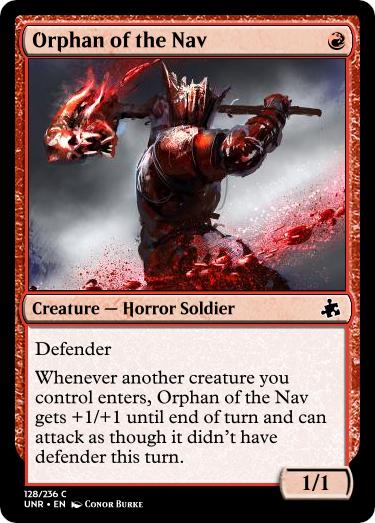 Orphan of the Nav
Creature — Horror Soldier
Defender
Whenever another creature you
control enters, Orphan of the Nav
gets +1/+1 until end of turn and can
attack as though it didn't have
defender this turn.
1/1
128/236 C
UNR • EN Conor Burke